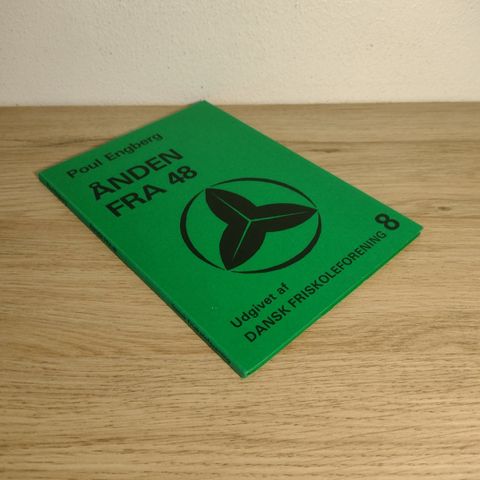 Poul Engberg
ÅNDEN
FRA 48
Udgivet af
DANSK FRISKOLEFORENING 8